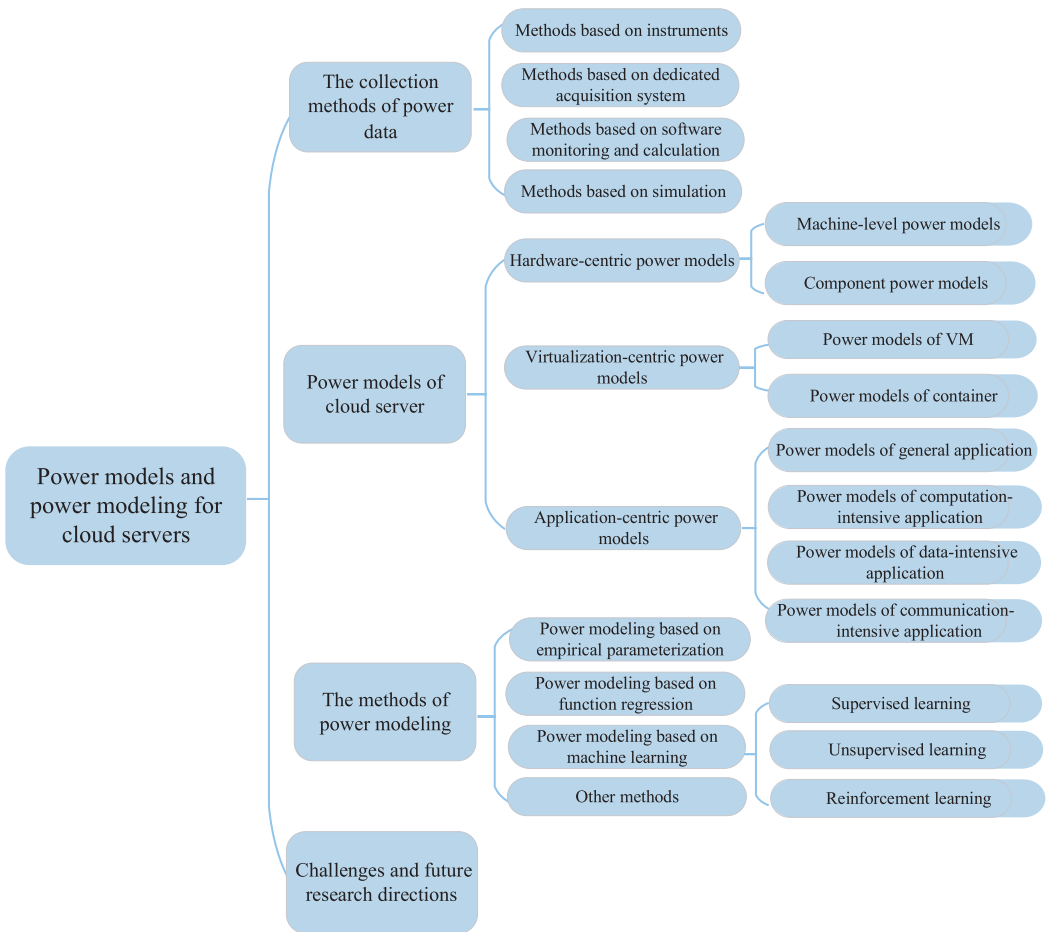 Power models and
power modeling for
cloud servers
The collection
methods of power
data
Methods based on instruments
Methods based on dedicated
acquisition system
Methods based on software
monitoring and calculation
Methods based on simulation
Power models of
cloud server
Hardware-centric power models
Machine-level power models
Component power models
Virtualization-centric power
models
Power models of VM
Power models of container
Application-centric power
models
Power models of general application
Power models of computation-
intensive application
Power models of data-intensive
application
Power models of communication-
intensive application
The methods of
power modeling
Power modeling based on
empirical parameterization
Power modeling based on
function regression
Power modeling based on
machine learning
Supervised learning
Unsupervised learning
Reinforcement learning
Other methods
Challenges and future
research directions